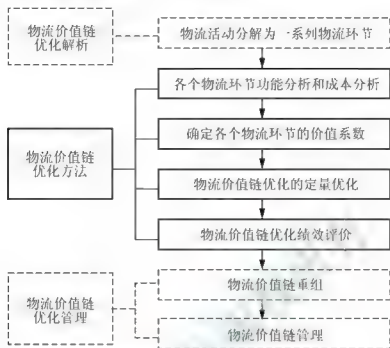 物流价值链
优化解析
物流活动分解为一系列物流环节
各个物流环节功能分析和成本分析
确定各个物流环节的价值系数
物流价值链
优化方法
物流价值链优化的定量优化
物流价值链优化绩效评价
物流价值链重组
物流价值链
优化管理
物流价值链管理